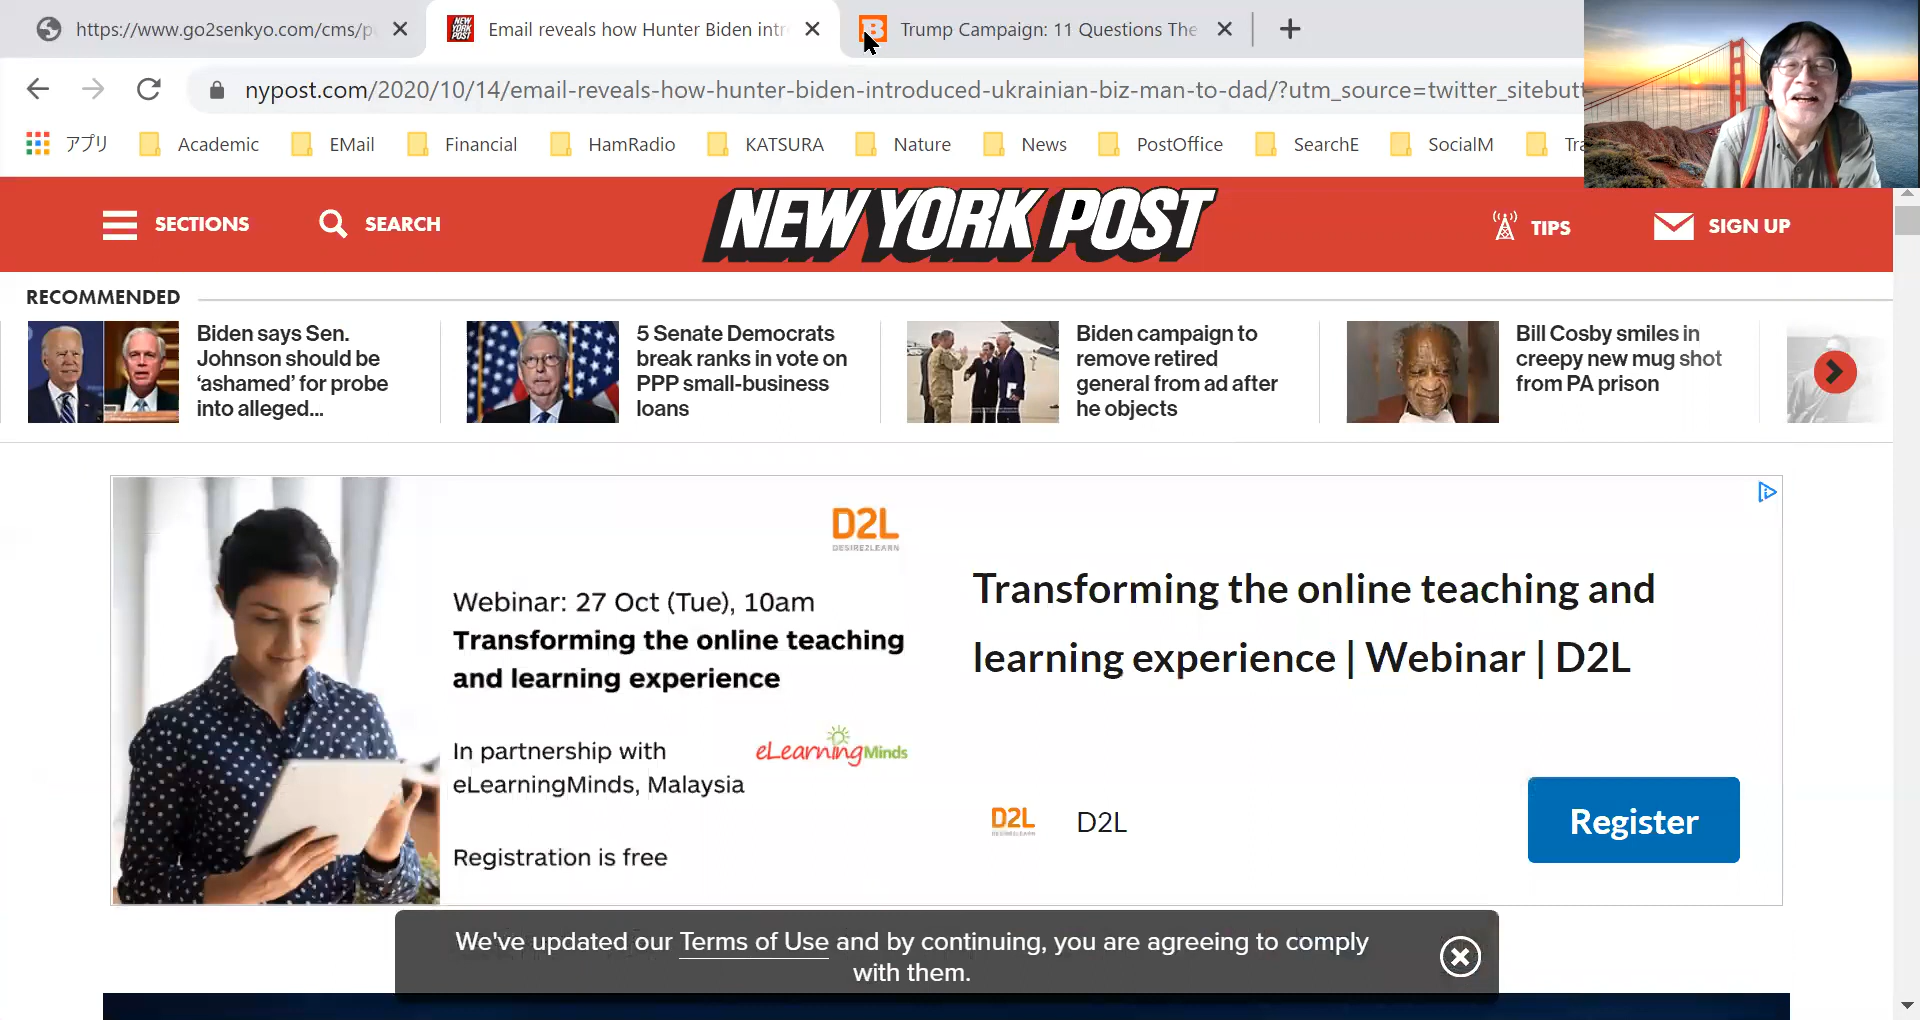 https://www.go2senkyo.com/cms/p
Email reveals how Hunter Biden intr
Trump Campaign: 11 Questions The
nypost.com/2020/10/14/email-reveals-how-hunter-biden-introduced-ukrainian-biz-man-to-dad/?utm_source=twitter_sitebut
アプリ Academic EMail Financial HamRadio KATSURA Nature News PostOffice SearchE SocialM Tra
SECTIONS SEARCH NEW YORK POST TIPS SIGN UP
RECOMMENDED
Biden says Sen.
Johnson should be
‘ashamed’ for probe
into alleged...
5 Senate Democrats
break ranks in vote on
PPP small-business
loans
Biden campaign to
remove retired
general from ad after
he objects
Bill Cosby smiles in
creepy new mug shot
from PA prison
D2L
DESIRE2LEARN
Webinar: 27 Oct (Tue), 10am
Transforming the online teaching
and learning experience
In partnership with
eLearningMinds, Malaysia
eLearningMinds
Registration is free
Transforming the online teaching and
learning experience | Webinar | D2L
D2L
DESIRE2LEARN
D2L
Register
We've updated our Terms of Use and by continuing, you are agreeing to comply
with them.